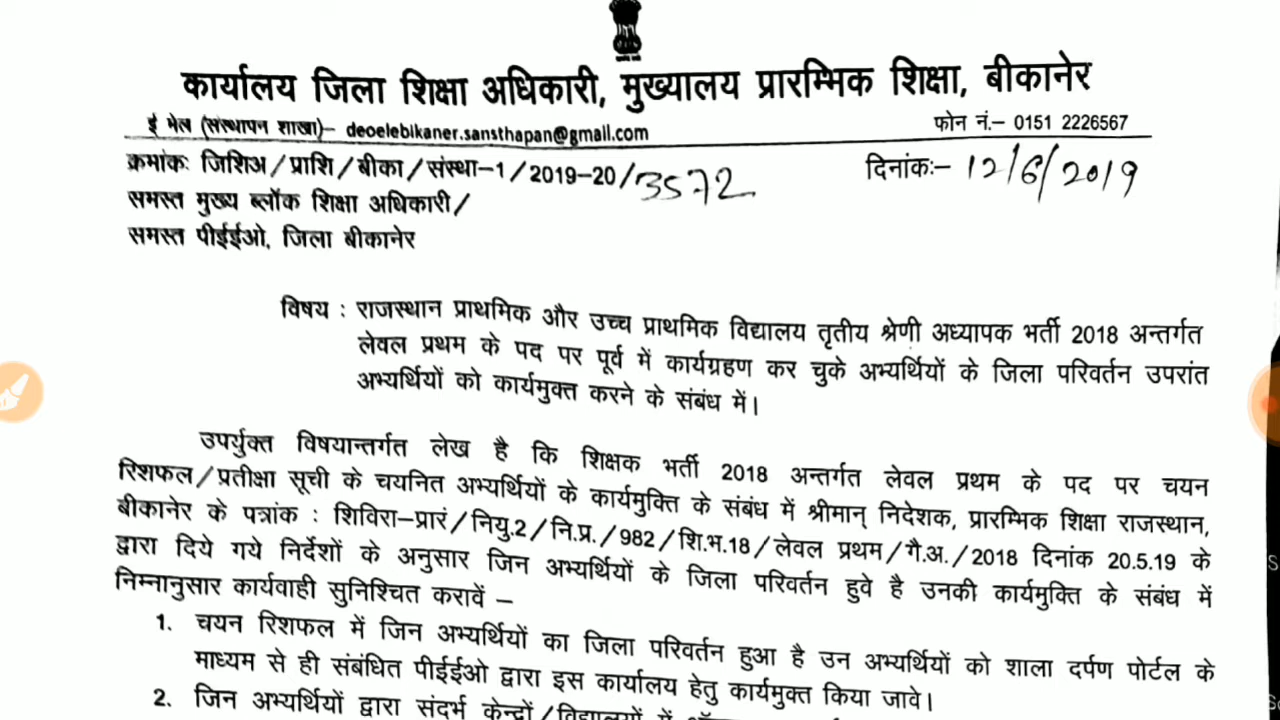 कार्यालय जिला शिक्षा अधिकारी, मुख्यालय प्रारम्भिक शिक्षा, बीकानेर
ई मेल (संस्थापन शाखा)– deoelebikaner.sansthapan@gmail.com फोन नं.– 0151 2226567
क्रमांकः जिशिअ/प्राशि/बीका/संस्था–1/2019–20/3572 दिनांकः– 12/6/2019
समस्त मुख्य ब्लॉक शिक्षा अधिकारी/
समस्त पीईईओ, जिला बीकानेर
विषय : राजस्थान प्राथमिक और उच्च प्राथमिक विद्यालय तृतीय श्रेणी अध्यापक भर्ती 2018 अन्तर्गत
लेवल प्रथम के पद पर पूर्व में कार्यग्रहण कर चुके अभ्यर्थियों के जिला परिवर्तन उपरांत
अभ्यर्थियों को कार्यमुक्त करने के संबंध में।
उपर्युक्त विषयान्तर्गत लेख है कि शिक्षक भर्ती 2018 अन्तर्गत लेवल प्रथम के पद पर चयन
रिशफल/प्रतीक्षा सूची के चयनित अभ्यर्थियों के कार्यमुक्ति के संबंध में श्रीमान् निदेशक, प्रारम्भिक शिक्षा राजस्थान,
बीकानेर के पत्रांक : शिविरा–प्रारं/नियु.2/नि.प्र./982/शि.भ.18/लेवल प्रथम/गै.अ./2018 दिनांक 20.5.19 के
द्वारा दिये गये निर्देशों के अनुसार जिन अभ्यर्थियों के जिला परिवर्तन हुवे है उनकी कार्यमुक्ति के संबंध में
निम्नानुसार कार्यवाही सुनिश्चित करावें –
1. चयन रिशफल में जिन अभ्यर्थियों का जिला परिवर्तन हुआ है उन अभ्यर्थियों को शाला दर्पण पोर्टल के
माध्यम से ही संबंधित पीईईओ द्वारा इस कार्यालय हेतु कार्यमुक्त किया जावे।
2. जिन अभ्यर्थियों द्वारा संदर्भ केन्द्रों/विद्यालयों में